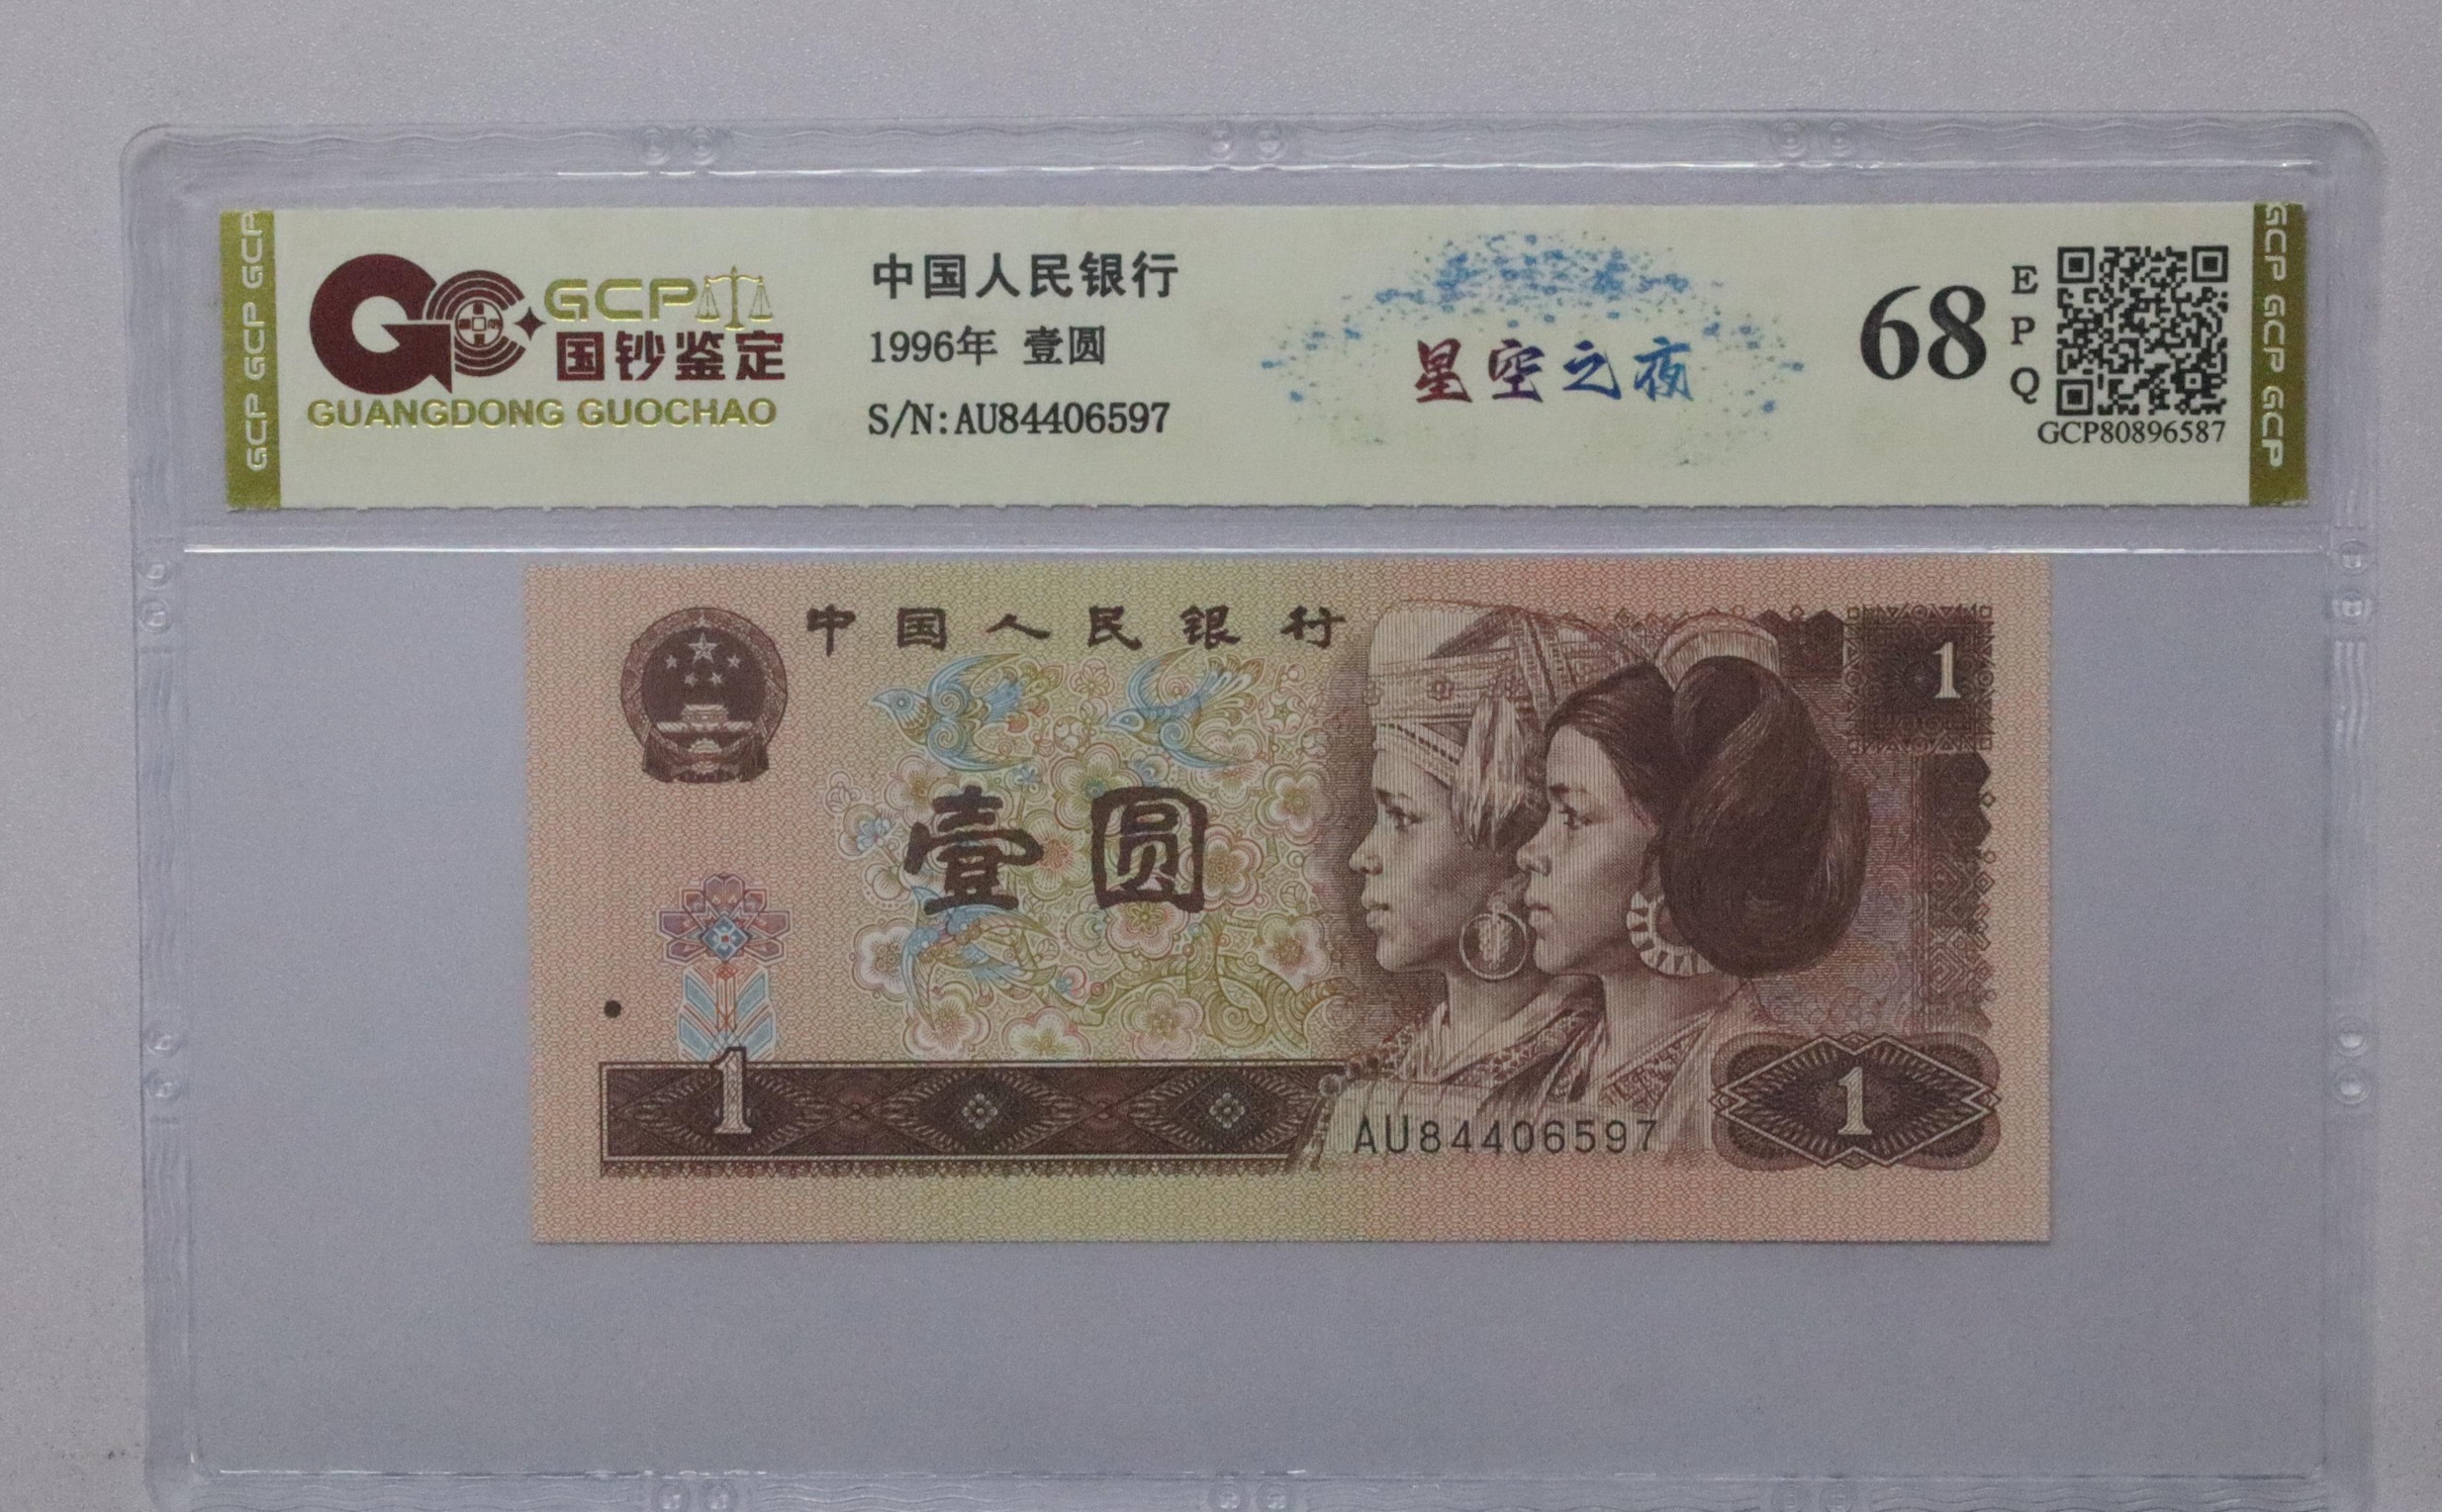 GCP GCP GCP
GCP
国钞鉴定
GUANGDONG GUOCHAO
中国人民银行
1996年 壹圆
S/N:AU84406597
星空之夜
68
E
P
Q
GCP80896587
GCP GCP GCP
中国人民银行
1
壹圆
1
AU84406597
1